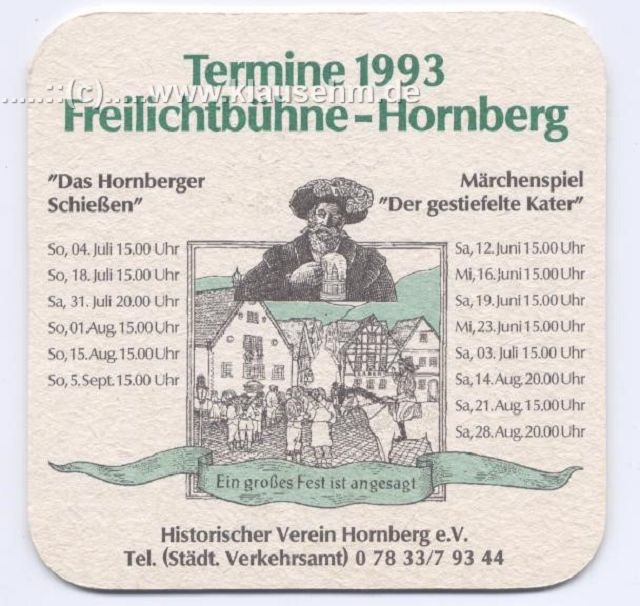 Termine 1993
.....::(c).....www.klausehm.de
Freilichtbühne-Hornberg
"Das Hornberger
Schießen"
So, 04. Juli 15.00 Uhr
So, 18. Juli 15.00 Uhr
Sa, 31. Juli 20.00 Uhr
So, 01. Aug. 15.00 Uhr
So, 15. Aug. 15.00 Uhr
So, 5. Sept. 15.00 Uhr
Märchenspiel
"Der gestiefelte Kater"
Sa, 12. Juni 15.00 Uhr
Mi, 16. Juni 15.00 Uhr
Sa, 19. Juni 15.00 Uhr
Mi, 23. Juni 15.00 Uhr
Sa, 03. Juli 15.00 Uhr
Sa, 14. Aug. 20.00 Uhr
Sa, 21. Aug. 15.00 Uhr
Sa, 28. Aug. 20.00 Uhr
Ein großes Fest ist angesagt
Historischer Verein Hornberg e.V.
Tel. (Städt. Verkehrsamt) 0 78 33/7 93 44